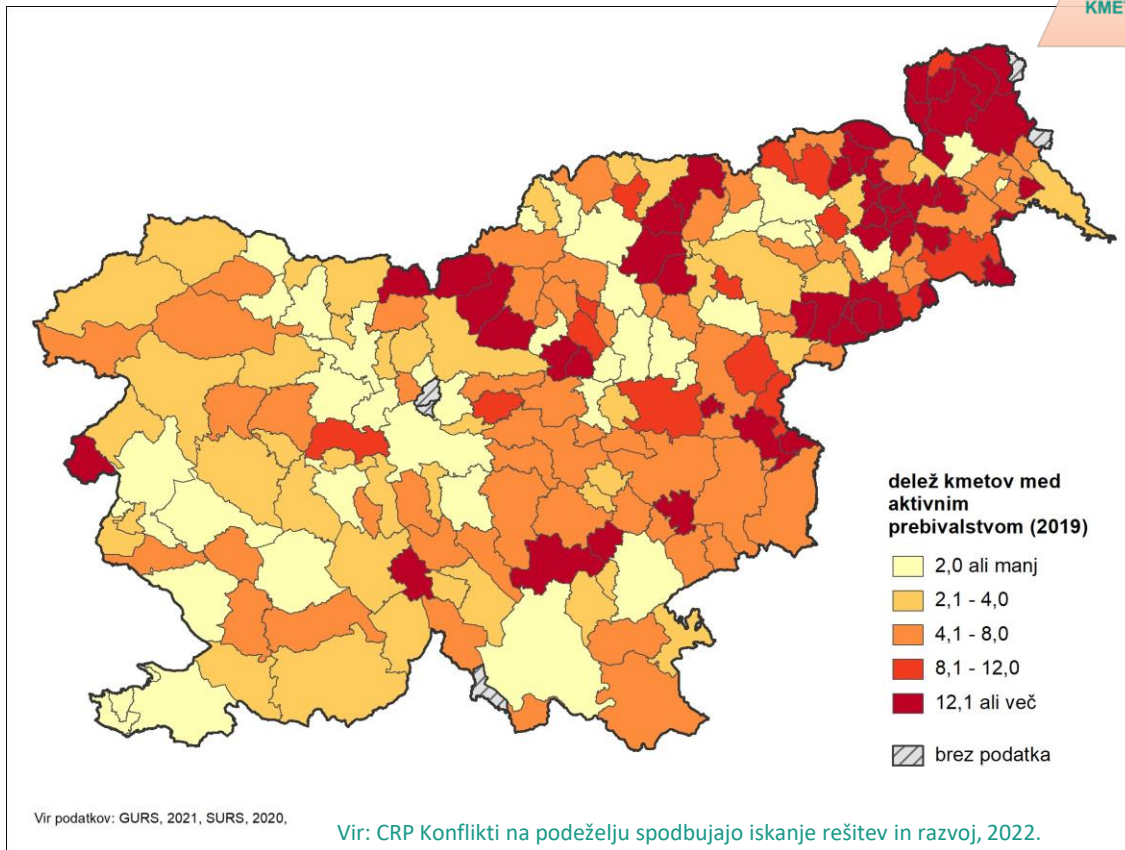 KMET
delež kmetov med
aktivnim
prebivalstvom (2019)
2,0 ali manj
2,1 - 4,0
4,1 - 8,0
8,1 - 12,0
12,1 ali več
brez podatka
Vir podatkov: GURS, 2021, SURS, 2020,
Vir: CRP Konflikti na podeželju spodbujajo iskanje rešitev in razvoj, 2022.